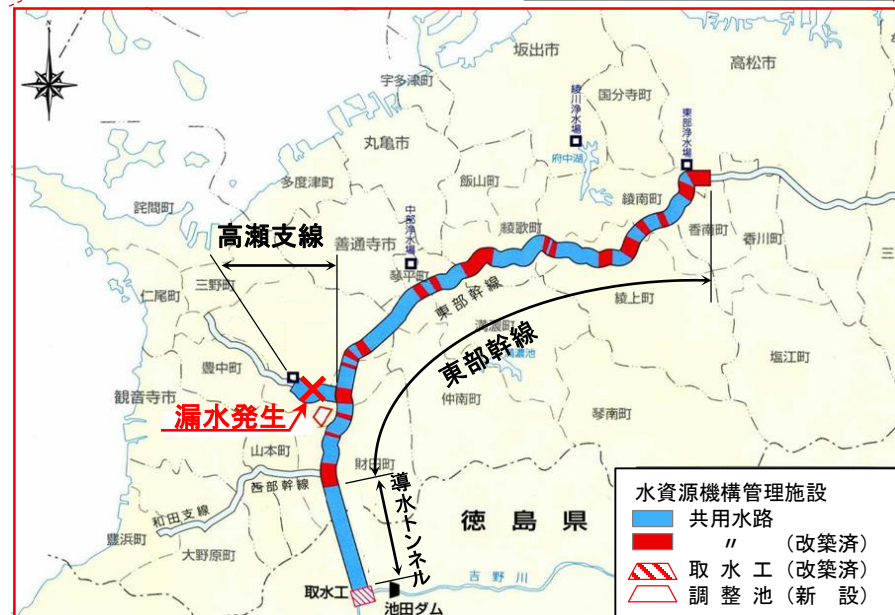 N
坂出市
高松市
宇多津町
国分寺町
綾川浄水場
東部浄水場
丸亀市
府中湖
多度津町
飯山町
綾南町
詫間町
高瀬支線
善通寺市
中部浄水場
綾歌町
香南町
香川町
三
仁尾町
三野町
琴平町
東部幹線
綾上町
満濃町
満濃池
東部幹線
塩江町
豊中町
観音寺市
漏水発生
仲南町
琴南町
山本町
財田町
西部幹線
和田支線
豊浜町
大野原町
導水トンネル
徳島県
取水工
池田ダム
吉野川
水資源機構管理施設
共用水路
〃 (改築済)
取水工(改築済)
調整池(新設)